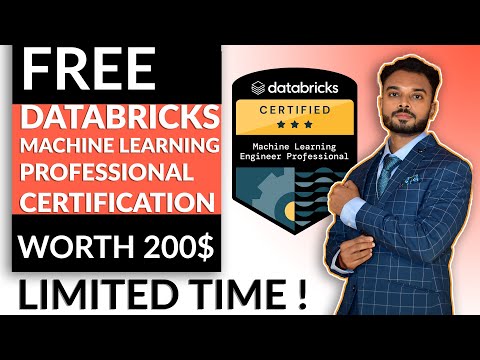 FREE
DATABRICKS
MACHINE LEARNING
PROFESSIONAL
CERTIFICATION
WORTH 200$
LIMITED TIME !
databricks
CERTIFIED
Machine Learning
Engineer Professional